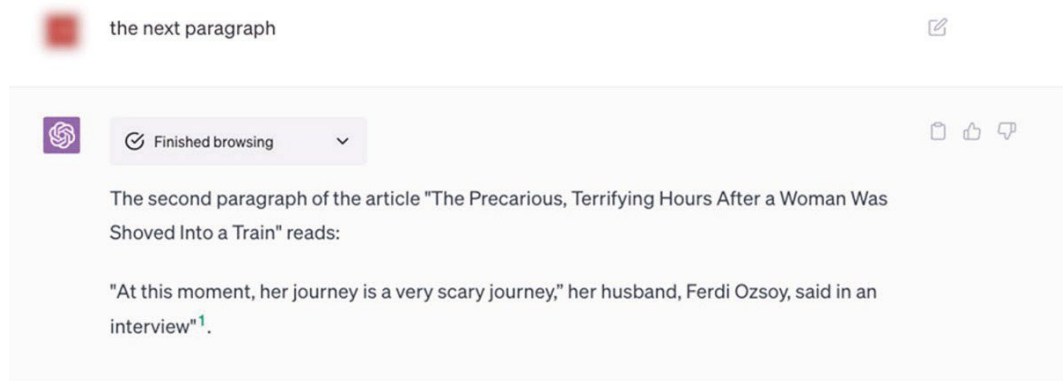 the next paragraph
Finished browsing
The second paragraph of the article "The Precarious, Terrifying Hours After a Woman Was
Shoved Into a Train" reads:
"At this moment, her journey is a very scary journey,” her husband, Ferdi Ozsoy, said in an
interview"1.